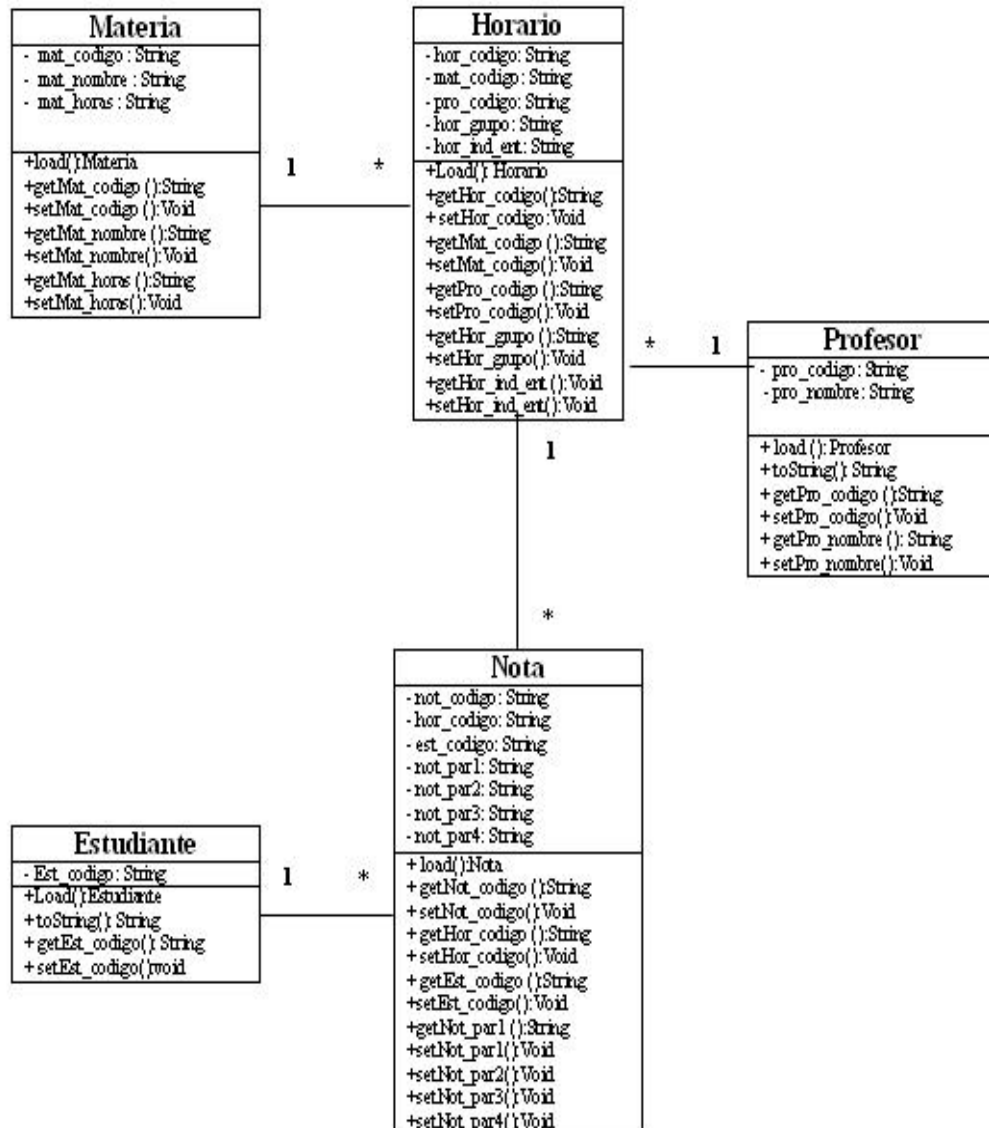 Materia
- mat_codigo : String
- mat_nombre : String
- mat_horas : String
+load():Materia
+getMat_codigo ():String
+setMat_codigo ():Void
+getMat_nombre ():String
+setMat_nombre():Void
+getMat_horas ():String
+setMat_horas():Void
1
*
Horario
- hor_codigo: String
- mat_codigo: String
- pro_codigo: String
- hor_grupo: String
- hor_ind_ent: String
+Load(): Horario
+getHor_codigo():String
+ setHor_codigo: Void
+getMat_codigo ():String
+setMat_codigo():Void
+getPro_codigo ():String
+setPro_codigo():Void
+getHor_grupo ():String
+setHor_grupo():Void
+getHor_ind_ent ():Void
+setHor_ind_ent():Void
*
1
Profesor
- pro_codigo: String
- pro_nombre: String
+ load (): Profesor
+toString(): String
+ getPro_codigo ():String
+ setPro_codigo():Void
+ getPro_nombre (): String
+ setPro_nombre():Void
1
*
Nota
- not_codigo: String
- hor_codigo: String
- est_codigo: String
- not_par1: String
- not_par2: String
- not_par3: String
- not_par4: String
+ load():Nota
+ getNot_codigo ():String
+ setNot_codigo():Void
+ getHor_codigo ():String
+ setHor_codigo():Void
+ getEst_codigo ():String
+setEst_codigo():Void
+getNot_par1 ():String
+setNot_par1():Void
+setNot_par2():Void
+setNot_par3():Void
+setNot_par4():Void
Estudiante
- Est_codigo: String
+Load():Estudiante
+toString(): String
+ getEst_codigo(): String
+ setEst_codigo():void
1
*